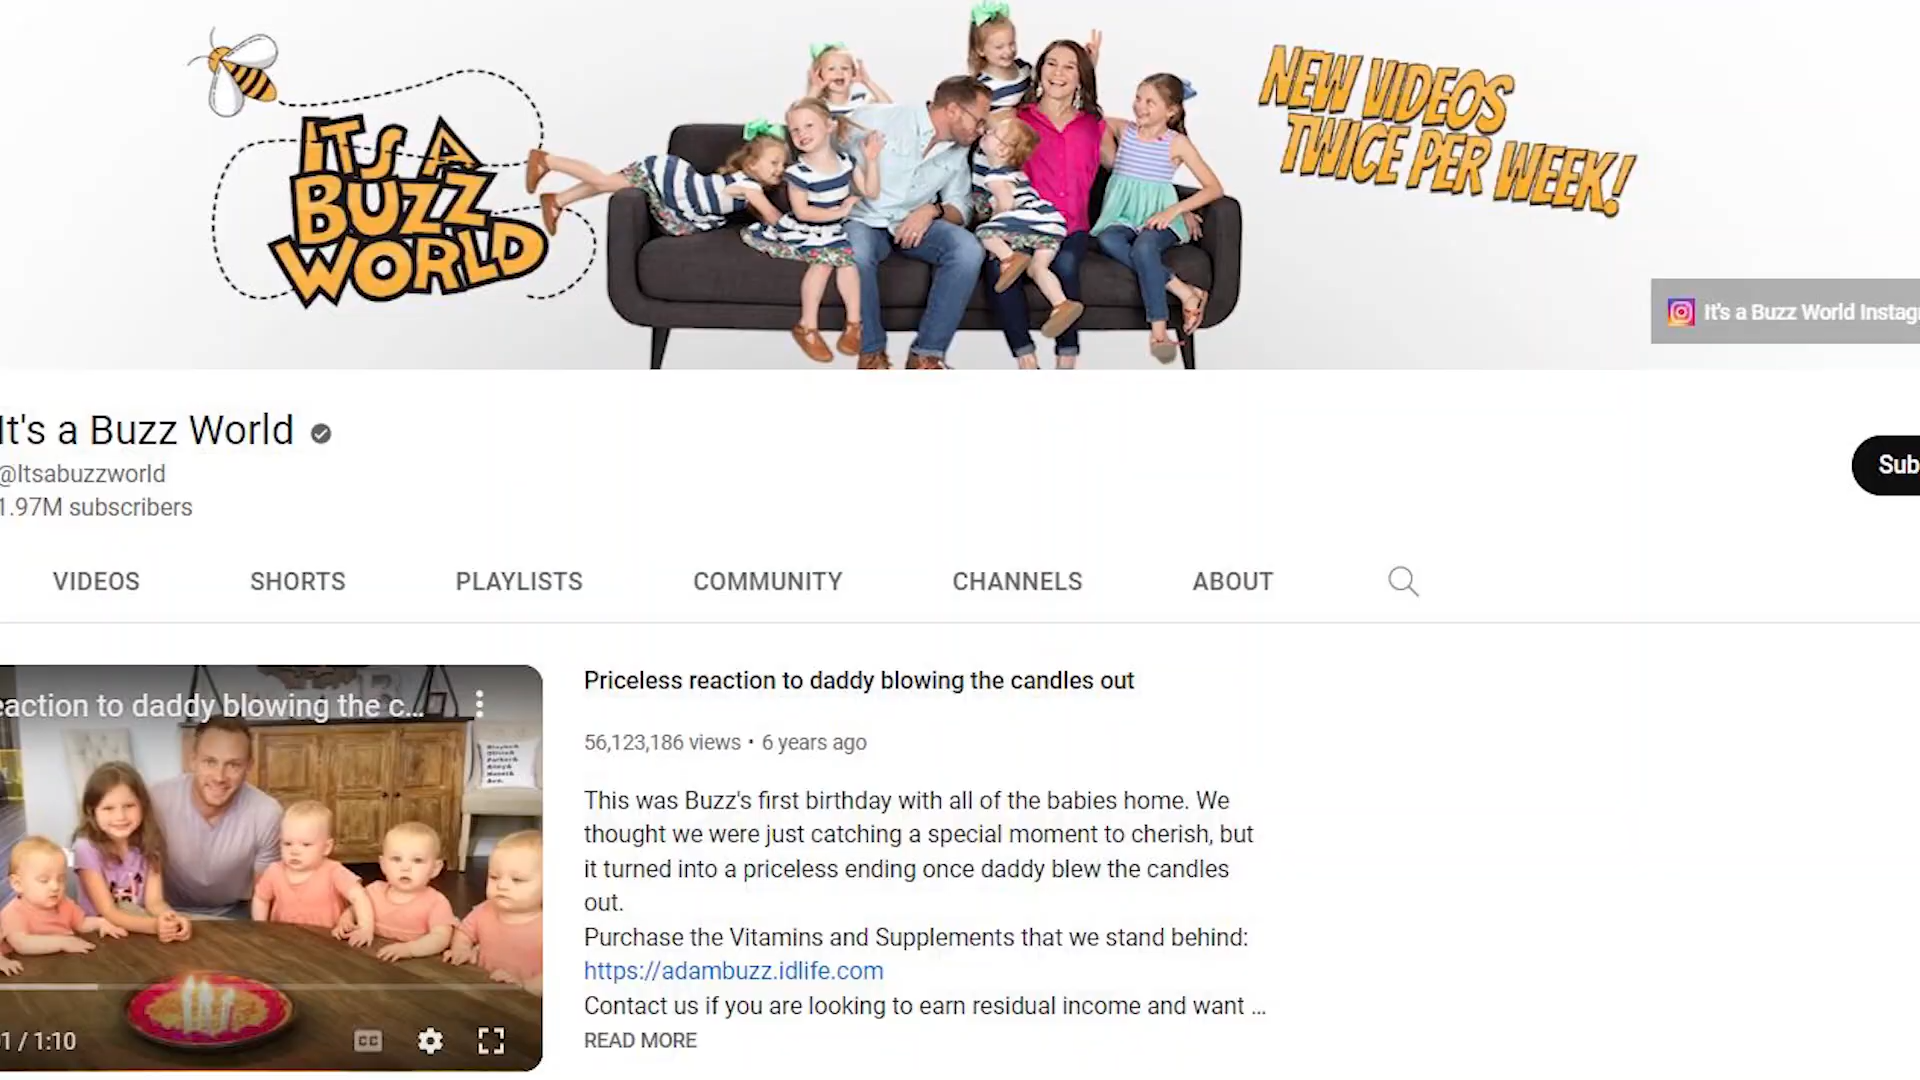 IT'S A
BUZZ
WORLD
NEW VIDEOS
TWICE PER WEEK!
It's a Buzz World Instag
It's a Buzz World
@Itsabuzzworld
1.97M subscribers
Sub
VIDEOS
SHORTS
PLAYLISTS
COMMUNITY
CHANNELS
ABOUT
eaction to daddy blowing the c...
1 / 1:10
CC
Priceless reaction to daddy blowing the candles out
56,123,186 views • 6 years ago
This was Buzz's first birthday with all of the babies home. We
thought we were just catching a special moment to cherish, but
it turned into a priceless ending once daddy blew the candles
out.
Purchase the Vitamins and Supplements that we stand behind:
https://adambuzz.idlife.com
Contact us if you are looking to earn residual income and want ...
READ MORE